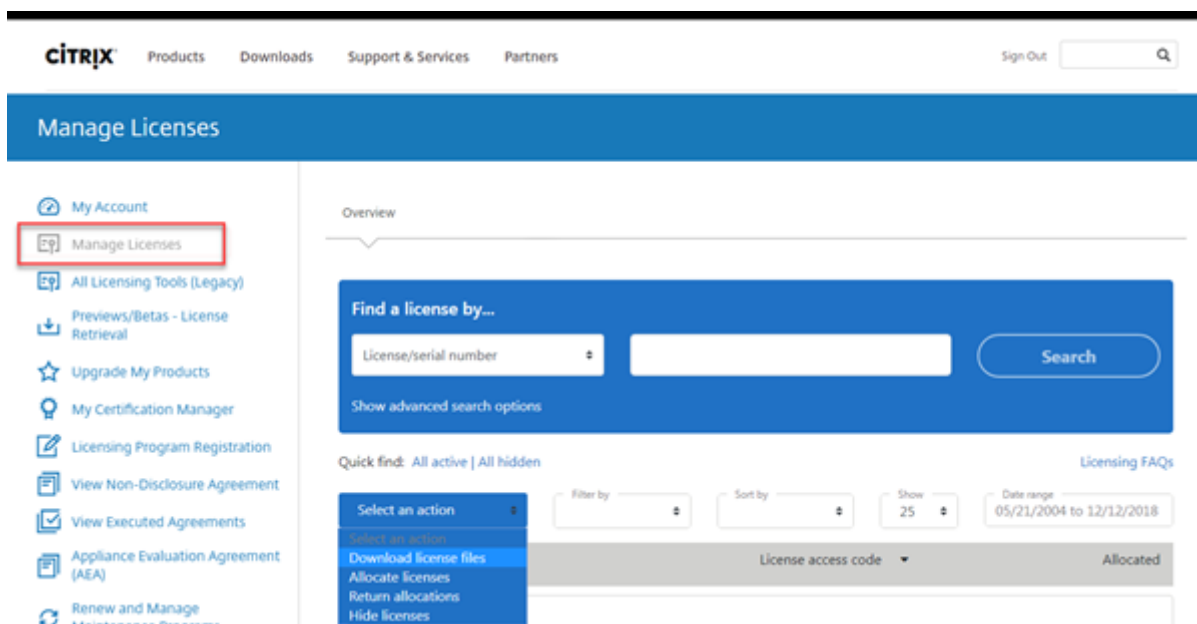 CITRIX Products Downloads Support & Services Partners Sign Out
Manage Licenses
My Account
Manage Licenses
All Licensing Tools (Legacy)
Previews/Betas - License
Retrieval
Upgrade My Products
My Certification Manager
Licensing Program Registration
View Non-Disclosure Agreement
View Executed Agreements
Appliance Evaluation Agreement
(AEA)
Renew and Manage
Maintenance Programs
Overview
Find a license by...
License/serial number
Search
Show advanced search options
Quick find: All active | All hidden
Licensing FAQs
Select an action
Filter by
Sort by
Show
25
Date range
05/21/2004 to 12/12/2018
Select an action
Download license files
Allocate licenses
Return allocations
Hide licenses
License access code
Allocated